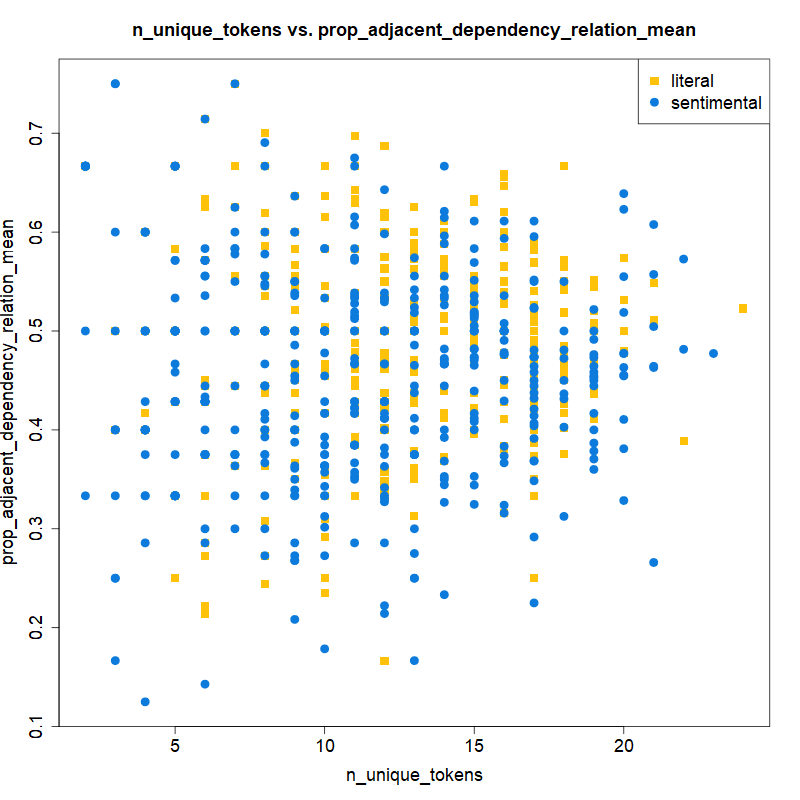 n_unique_tokens vs. prop_adjacent_dependency_relation_mean
literal
sentimental
prop_adjacent_dependency_relation_mean
0.7
0.6
0.5
0.4
0.3
0.2
0.1
5 10 15 20
n_unique_tokens